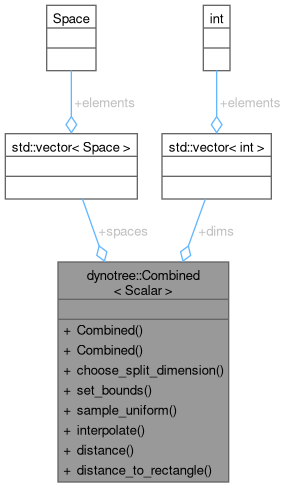 Space
int
+elements
+elements
std::vector< Space >
std::vector< int >
+spaces
+dims
dynotree::Combined
< Scalar >
+ Combined()
+ Combined()
+ choose_split_dimension()
+ set_bounds()
+ sample_uniform()
+ interpolate()
+ distance()
+ distance_to_rectangle()